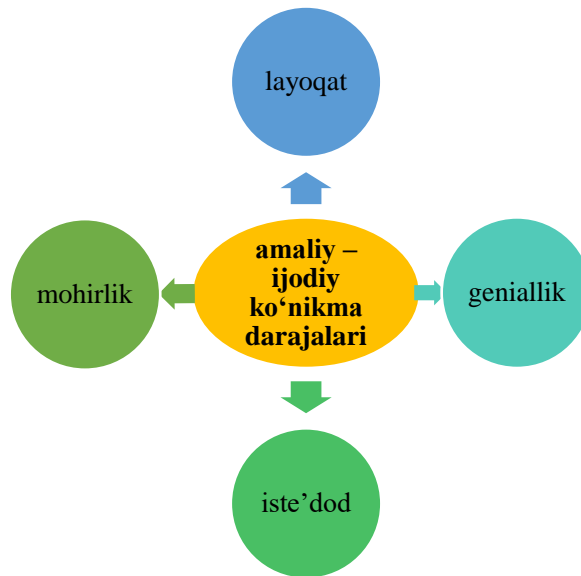 layoqat
amaliy –
ijodiy
ko‘nikma
darajalari
mohirlik
geniallik
iste’dod